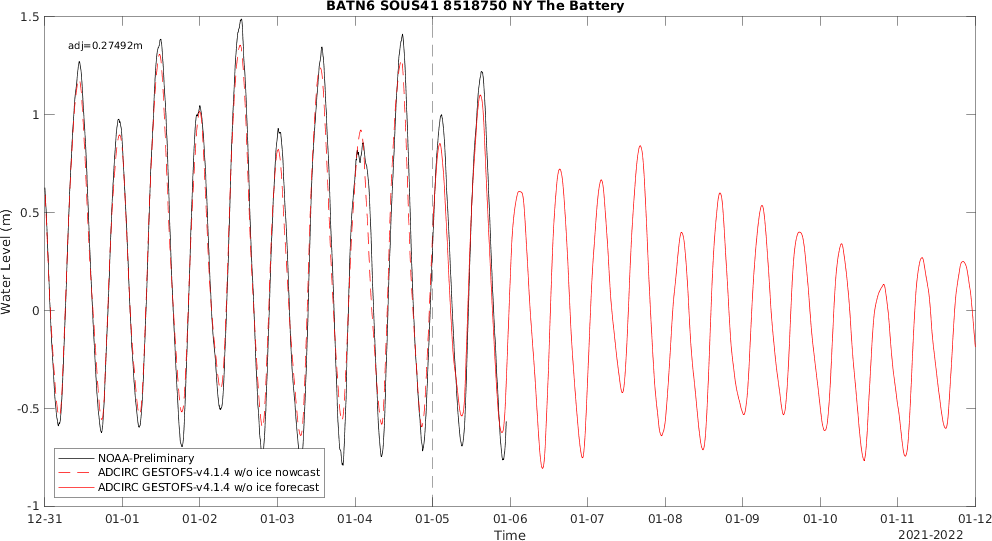 BATN6 SOUS41 8518750 NY The Battery
adj=0.27492m
1.5
1
0.5
0
-0.5
-1
Water Level (m)
NOAA-Preliminary
ADCIRC GESTOFS-v4.1.4 w/o ice nowcast
ADCIRC GESTOFS-v4.1.4 w/o ice forecast
12-31 01-01 01-02 01-03 01-04 01-05 01-06 01-07 01-08 01-09 01-10 01-11 01-12
Time
2021-2022